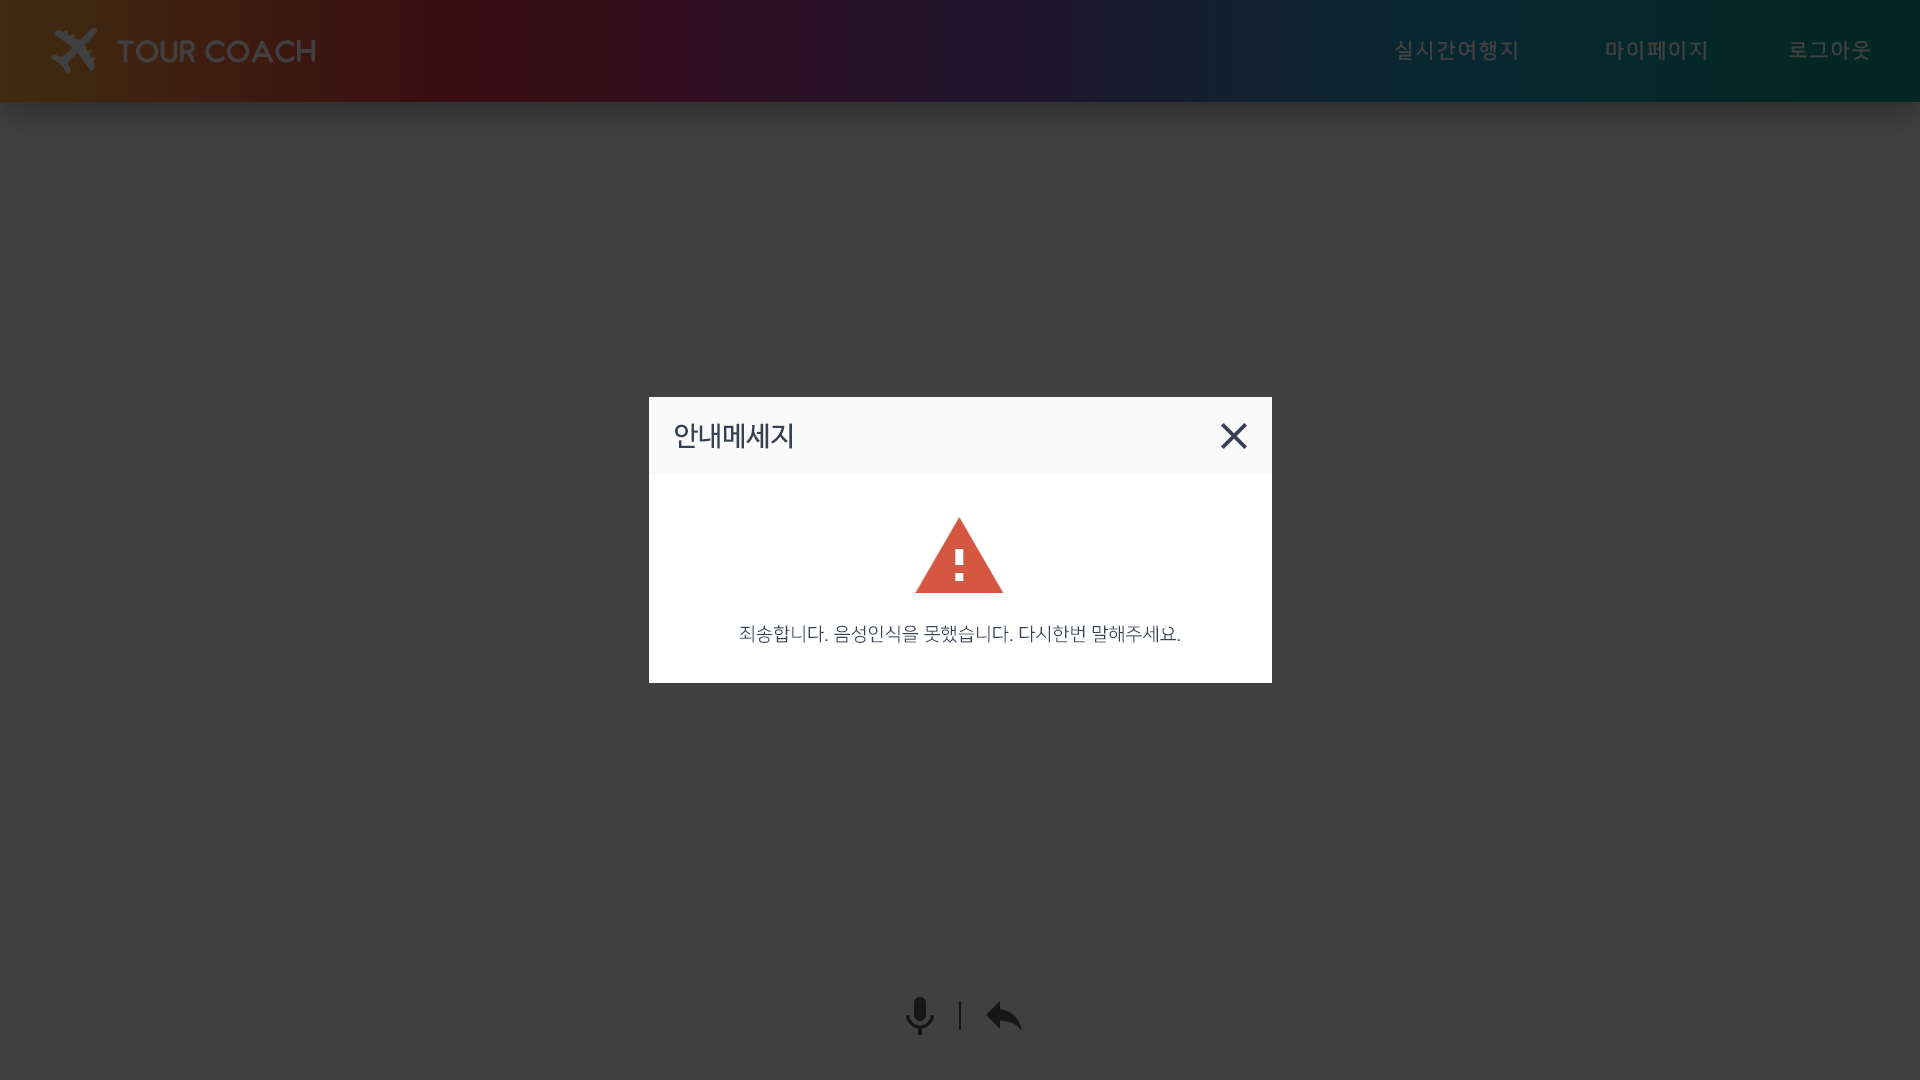 TOUR COACH
실시간여행지
마이페이지
로그아웃
안내메세지
죄송합니다. 음성인식을 못했습니다. 다시한번 말해주세요.